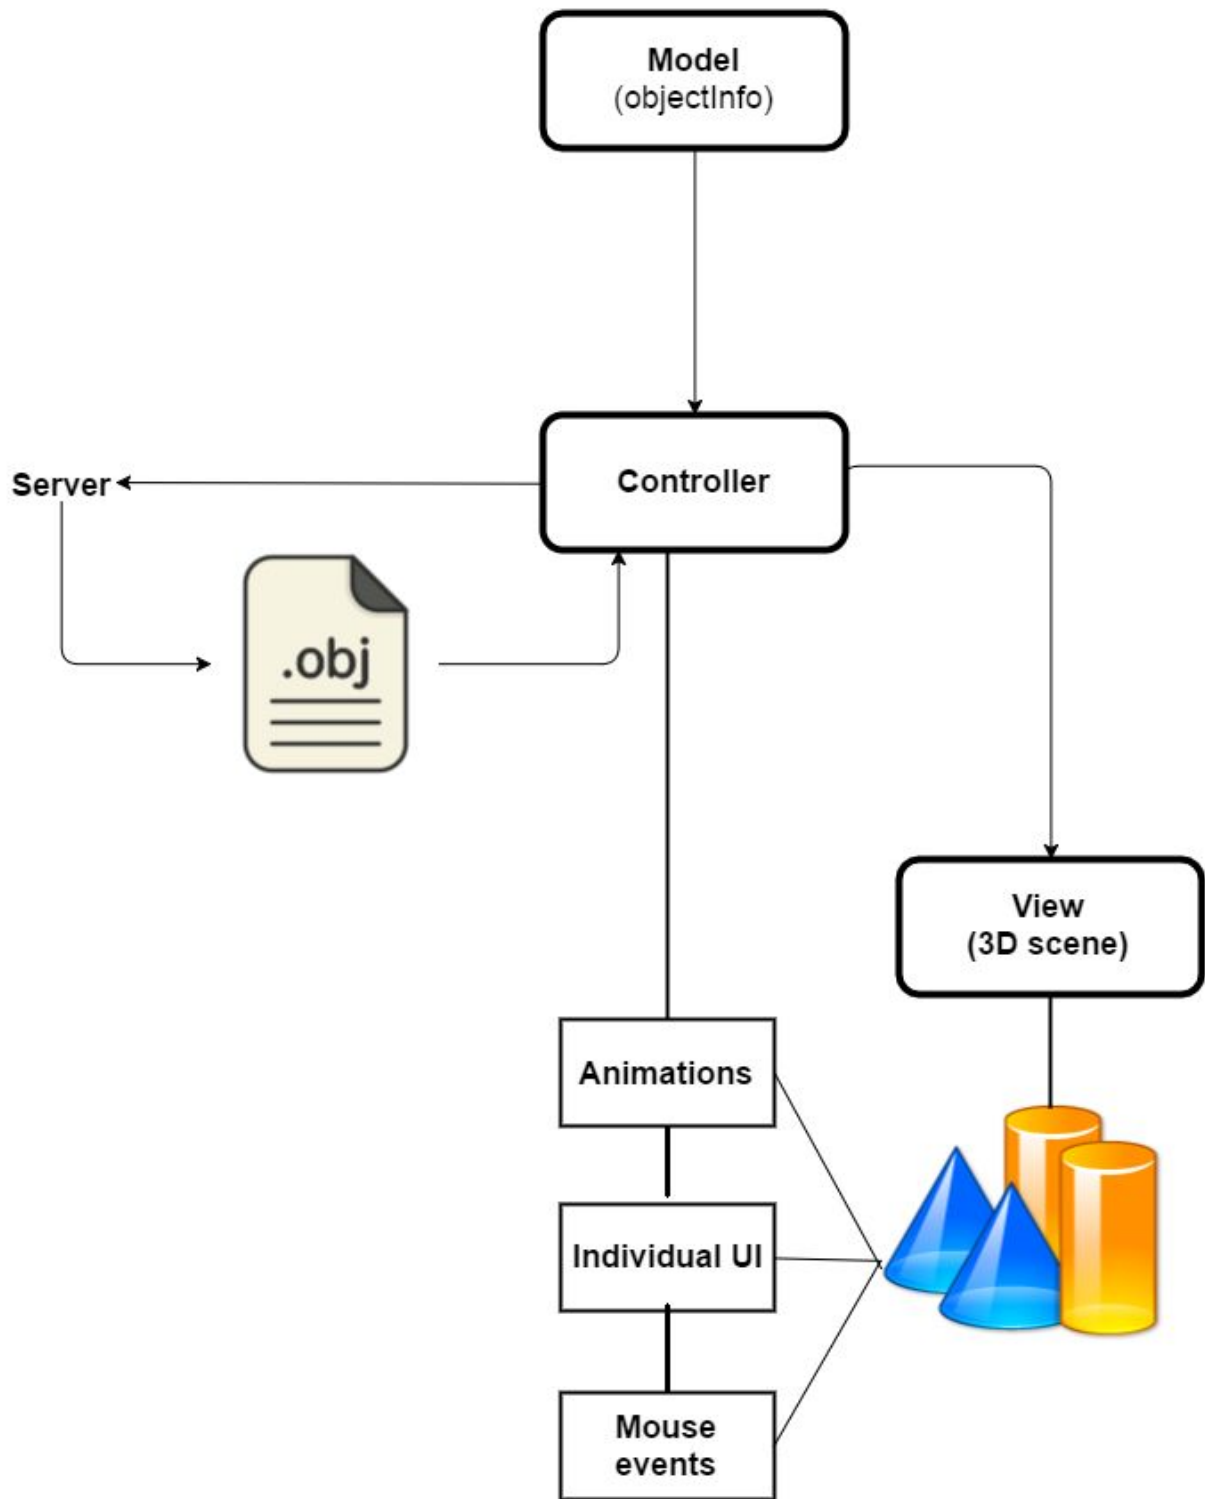 Model
(objectInfo)
Controller
Server
.obj
View
(3D scene)
Animations
Individual UI
Mouse
events